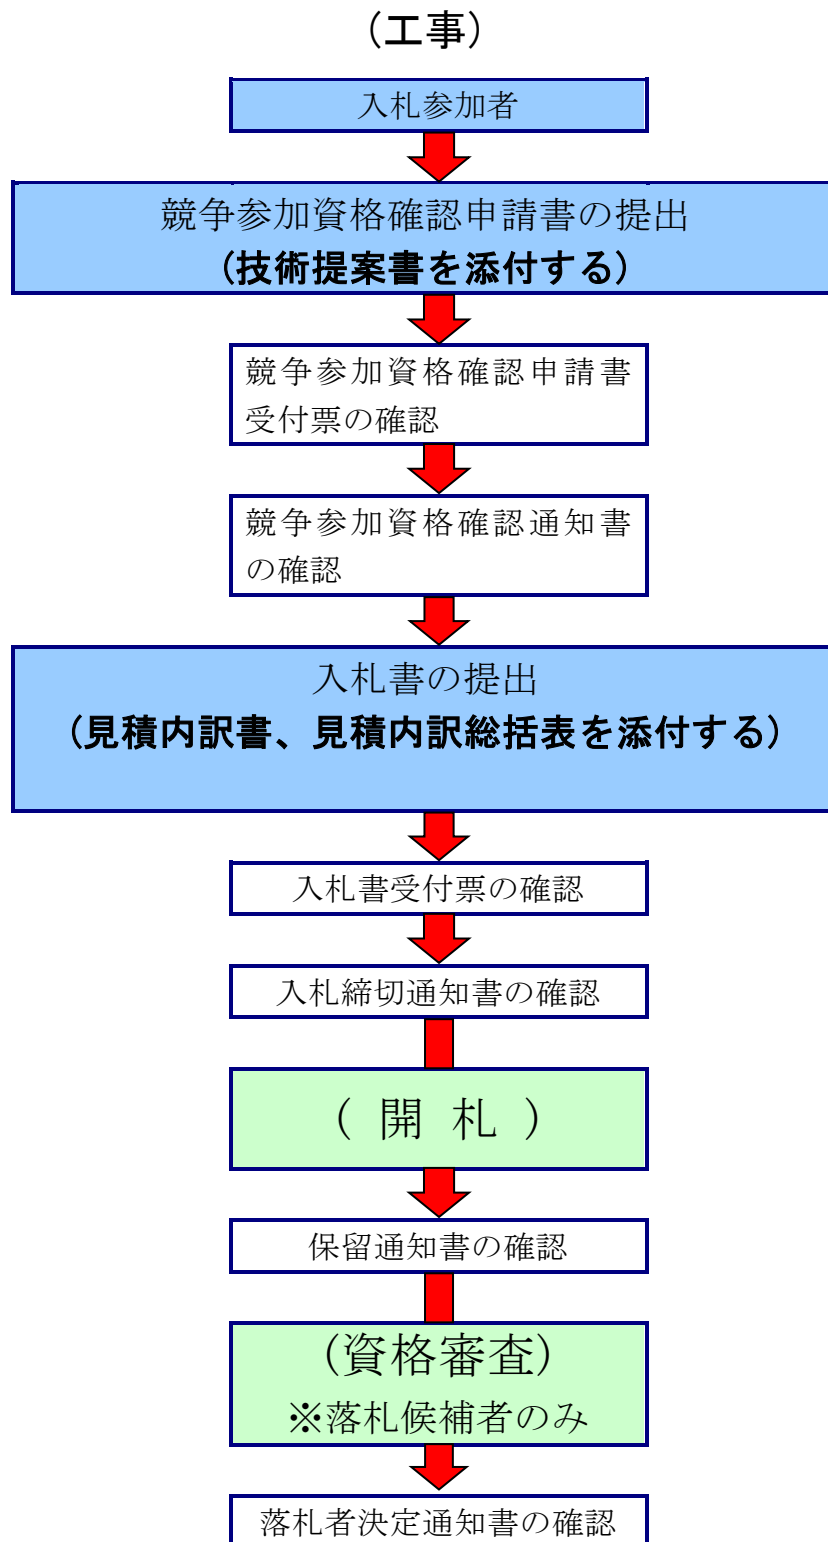 （工事）
入札参加者
競争参加資格確認申請書の提出
（技術提案書を添付する）
競争参加資格確認申請書
受付票の確認
競争参加資格確認通知書
の確認
入札書の提出
（見積内訳書、見積内訳総括表を添付する）
入札書受付票の確認
入札締切通知書の確認
（ 開 札 ）
保留通知書の確認
（資格審査）
※落札候補者のみ
落札者決定通知書の確認